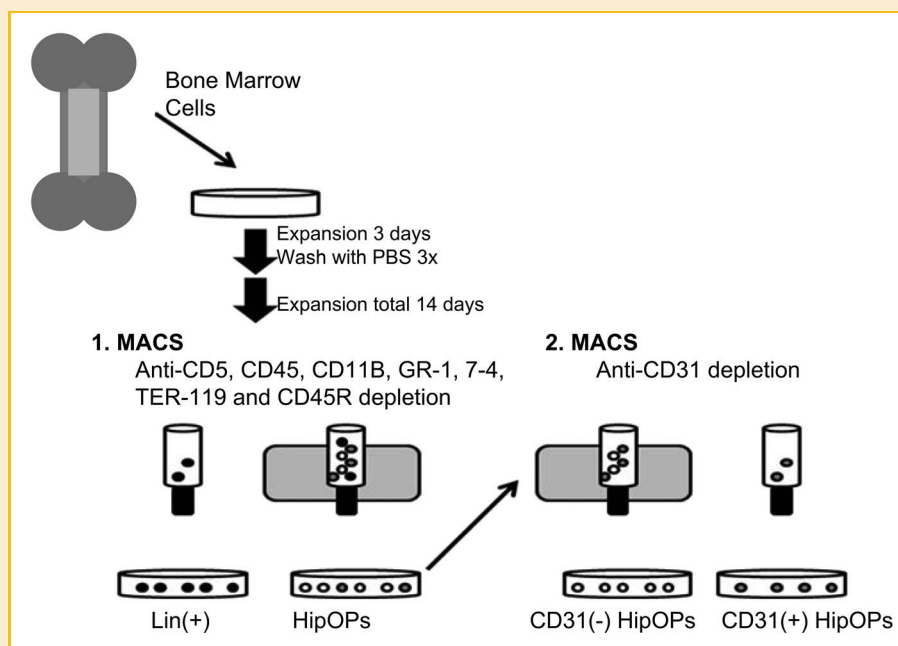 Bone Marrow
Cells
Expansion 3 days
Wash with PBS 3x
Expansion total 14 days
1. MACS
Anti-CD5, CD45, CD11B, GR-1, 7-4,
TER-119 and CD45R depletion
2. MACS
Anti-CD31 depletion
Lin(+)
HipOPs
CD31(-) HipOPs
CD31(+) HipOPs